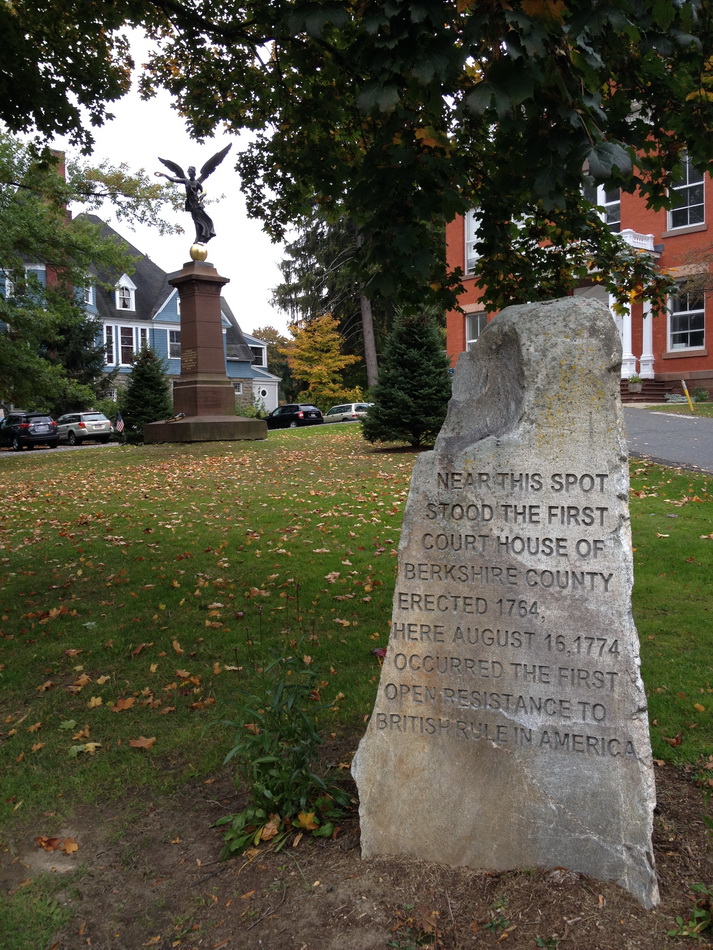 NEAR THIS SPOT
STOOD THE FIRST
COURT HOUSE OF
BERKSHIRE COUNTY
ERECTED 1764,
HERE AUGUST 16,1774
OCCURRED THE FIRST
OPEN RESISTANCE TO
BRITISH RULE IN AMERICA